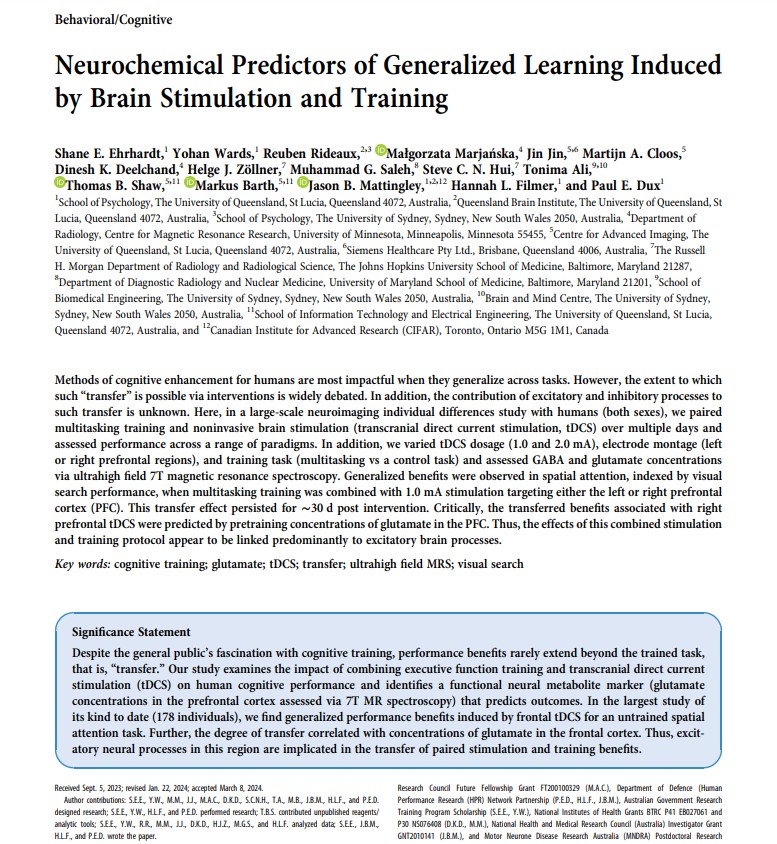 Behavioral/Cognitive
Neurochemical Predictors of Generalized Learning Induced
by Brain Stimulation and Training
Shane E. Ehrhardt,1 Yohan Wards,1 Reuben Rideaux,2,3 iD Małgorzata Marjańska,4 Jin Jin,5,6 Martijn A. Cloos,5
Dinesh K. Deelchand,4 Helge J. Zöllner,7 Muhammad G. Saleh,8 Steve C. N. Hui,7 Tonima Ali,9,10
iD Thomas B. Shaw,5,11 iD Markus Barth,5,11 iD Jason B. Mattingley,1,2,12 Hannah L. Filmer,1 and Paul E. Dux1
1School of Psychology, The University of Queensland, St Lucia, Queensland 4072, Australia, 2Queensland Brain Institute, The University of Queensland, St
Lucia, Queensland 4072, Australia, 3School of Psychology, The University of Sydney, Sydney, New South Wales 2050, Australia, 4Department of
Radiology, Centre for Magnetic Resonance Research, University of Minnesota, Minneapolis, Minnesota 55455, 5Centre for Advanced Imaging, The
University of Queensland, St Lucia, Queensland 4072, Australia, 6Siemens Healthcare Pty Ltd., Brisbane, Queensland 4006, Australia, 7The Russell
H. Morgan Department of Radiology and Radiological Science, The Johns Hopkins University School of Medicine, Baltimore, Maryland 21287,
8Department of Diagnostic Radiology and Nuclear Medicine, University of Maryland School of Medicine, Baltimore, Maryland 21201, 9School of
Biomedical Engineering, The University of Sydney, Sydney, New South Wales 2050, Australia, 10Brain and Mind Centre, The University of Sydney,
Sydney, New South Wales 2050, Australia, 11School of Information Technology and Electrical Engineering, The University of Queensland, St Lucia,
Queensland 4072, Australia, and 12Canadian Institute for Advanced Research (CIFAR), Toronto, Ontario M5G 1M1, Canada
Methods of cognitive enhancement for humans are most impactful when they generalize across tasks. However, the extent to which
such “transfer” is possible via interventions is widely debated. In addition, the contribution of excitatory and inhibitory processes to
such transfer is unknown. Here, in a large-scale neuroimaging individual differences study with humans (both sexes), we paired
multitasking training and noninvasive brain stimulation (transcranial direct current stimulation, tDCS) over multiple days and
assessed performance across a range of paradigms. In addition, we varied tDCS dosage (1.0 and 2.0 mA), electrode montage (left
or right prefrontal regions), and training task (multitasking vs a control task) and assessed GABA and glutamate concentrations
via ultrahigh field 7T magnetic resonance spectroscopy. Generalized benefits were observed in spatial attention, indexed by visual
search performance, when multitasking training was combined with 1.0 mA stimulation targeting either the left or right prefrontal
cortex (PFC). This transfer effect persisted for ∼30 d post intervention. Critically, the transferred benefits associated with right
prefrontal tDCS were predicted by pretraining concentrations of glutamate in the PFC. Thus, the effects of this combined stimulation
and training protocol appear to be linked predominantly to excitatory brain processes.
Key words: cognitive training; glutamate; tDCS; transfer; ultrahigh field MRS; visual search
Significance Statement
Despite the general public’s fascination with cognitive training, performance benefits rarely extend beyond the trained task,
that is, “transfer.” Our study examines the impact of combining executive function training and transcranial direct current
stimulation (tDCS) on human cognitive performance and identifies a functional neural metabolite marker (glutamate
concentrations in the prefrontal cortex assessed via 7T MR spectroscopy) that predicts outcomes. In the largest study of
its kind to date (178 individuals), we find generalized performance benefits induced by frontal tDCS for an untrained spatial
attention task. Further, the degree of transfer correlated with concentrations of glutamate in the frontal cortex. Thus, excit-
atory neural processes in this region are implicated in the transfer of paired stimulation and training benefits.
Received Sept. 5, 2023; revised Jan. 22, 2024; accepted March 8, 2024.
Author contributions: S.E.E., Y.W., M.M., J.J., M.A.C., D.K.D., S.C.N.H., T.A., M.B., J.B.M., H.L.F., and P.E.D.
designed research; S.E.E., Y.W., H.L.F., and P.E.D. performed research; T.B.S. contributed unpublished reagents/
analytic tools; S.E.E., Y.W., R.R., M.M., J.J., D.K.D., H.J.Z., M.G.S., and H.L.F. analyzed data; S.E.E., J.B.M.,
H.L.F., and P.E.D. wrote the paper.
Research Council Future Fellowship Grant FT200100329 (M.A.C.), Department of Defence (Human
Performance Research (HPR) Network Partnership (P.E.D., H.L.F., J.B.M.), Australian Government Research
Training Program Scholarship (S.E.E., Y.W.), National Institutes of Health Grants BTRC P41 EB027061 and
P30 NS076408 (D.K.D., M.M.), National Health and Medical Research Council (Australia) Investigator Grant
GNT2010141 (J.B.M.), and Motor Neurone Disease Research Australia (MNDRA) Postdoctoral Research